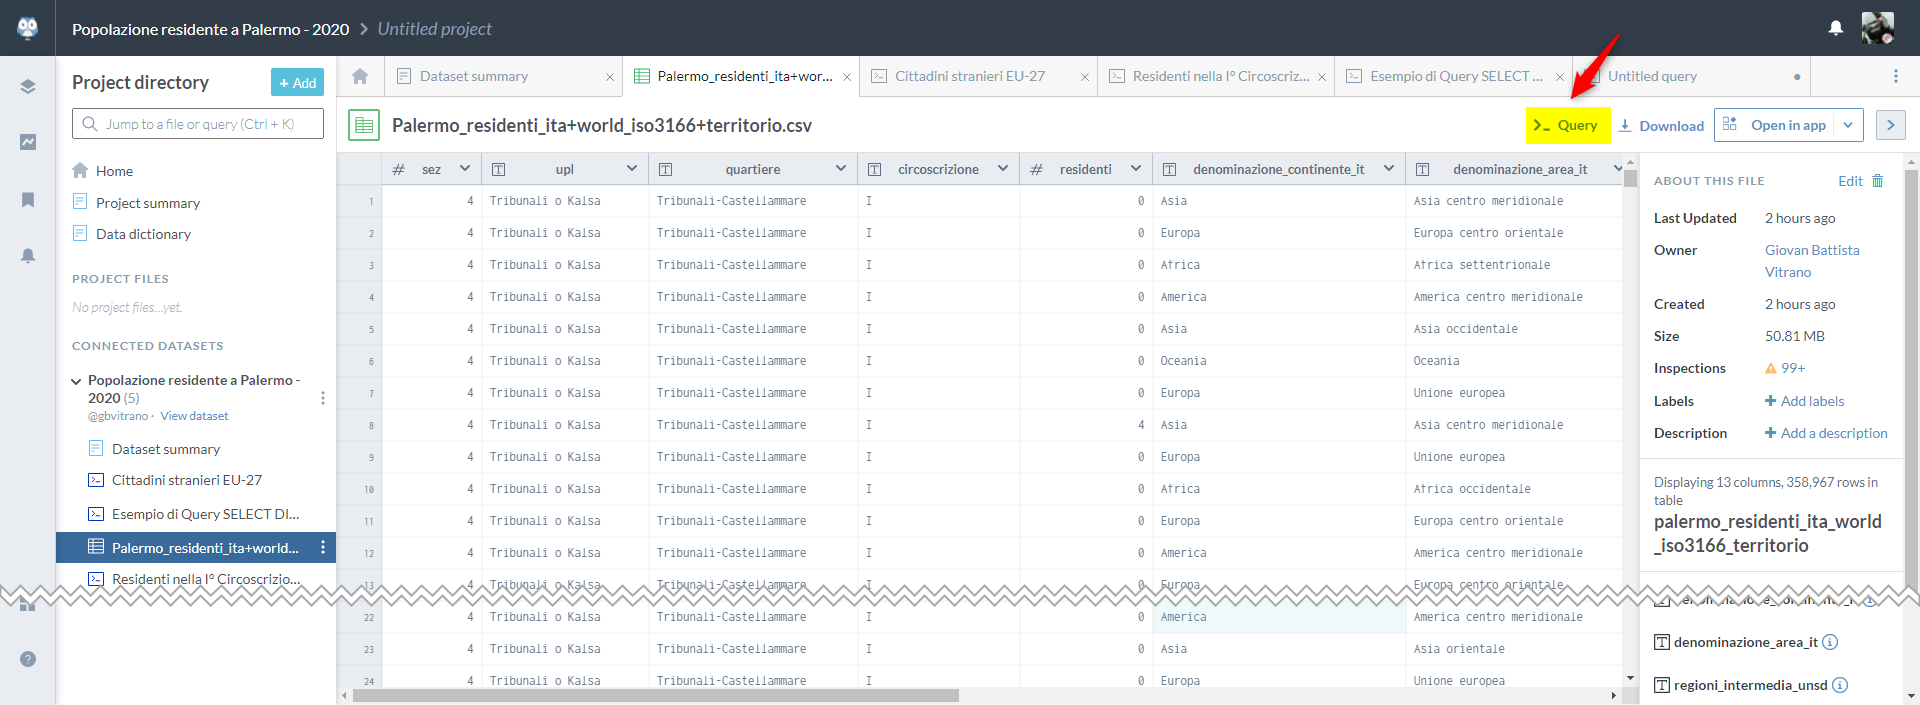 Popolazione residente a Palermo - 2020 > Untitled project
Project directory
+ Add
Jump to a file or query (Ctrl + K)
Home
Project summary
Data dictionary
PROJECT FILES
No project files...yet.
CONNECTED DATASETS
Popolazione residente a Palermo -
2020 (5)
@gbvitrano · View dataset
Dataset summary
Cittadini stranieri EU-27
Esempio di Query SELECT DI...
Palermo_residenti_ita+world...
Residenti nella I° Circoscrizio...
Dataset summary
Palermo_residenti_ita+wor...
Cittadini stranieri EU-27
Residenti nella I° Circoscriz...
Esempio di Query SELECT ...
Untitled query
Palermo_residenti_ita+world_iso3166+territorio.csv
Query
Download
Open in app
# sez upl quartiere circoscrizione # residenti denominazione_continente_it denominazione_area_it
1 4 Tribunali o Kalsa Tribunali-Castellammare I 0 Asia Asia centro meridionale
2 4 Tribunali o Kalsa Tribunali-Castellammare I 0 Europa Europa centro orientale
3 4 Tribunali o Kalsa Tribunali-Castellammare I 0 Africa Africa settentrionale
4 4 Tribunali o Kalsa Tribunali-Castellammare I 0 America America centro meridionale
5 4 Tribunali o Kalsa Tribunali-Castellammare I 0 Asia Asia occidentale
6 4 Tribunali o Kalsa Tribunali-Castellammare I 0 Oceania Oceania
7 4 Tribunali o Kalsa Tribunali-Castellammare I 0 Europa Unione europea
8 4 Tribunali o Kalsa Tribunali-Castellammare I 4 Asia Asia centro meridionale
9 4 Tribunali o Kalsa Tribunali-Castellammare I 0 Europa Unione europea
10 4 Tribunali o Kalsa Tribunali-Castellammare I 0 Africa Africa occidentale
11 4 Tribunali o Kalsa Tribunali-Castellammare I 0 Europa Europa centro orientale
12 4 Tribunali o Kalsa Tribunali-Castellammare I 0 America America centro meridionale
13 4 Tribunali o Kalsa Tribunali-Castellammare I 0 Europa Europa centro orientale
22 4 Tribunali o Kalsa Tribunali-Castellammare I 0 America America centro meridionale
23 4 Tribunali o Kalsa Tribunali-Castellammare I 0 Asia Asia orientale
24 4 Tribunali o Kalsa Tribunali-Castellammare I 0 Europa Unione europea
ABOUT THIS FILE Edit
Last Updated 2 hours ago
Owner Giovan Battista
Vitrano
Created 2 hours ago
Size 50.81 MB
Inspections 99+
Labels + Add labels
Description + Add a description
Displaying 13 columns, 358,967 rows in
table
palermo_residenti_ita_world
_iso3166_territorio
denominazione_area_it
regioni_intermedia_unsd